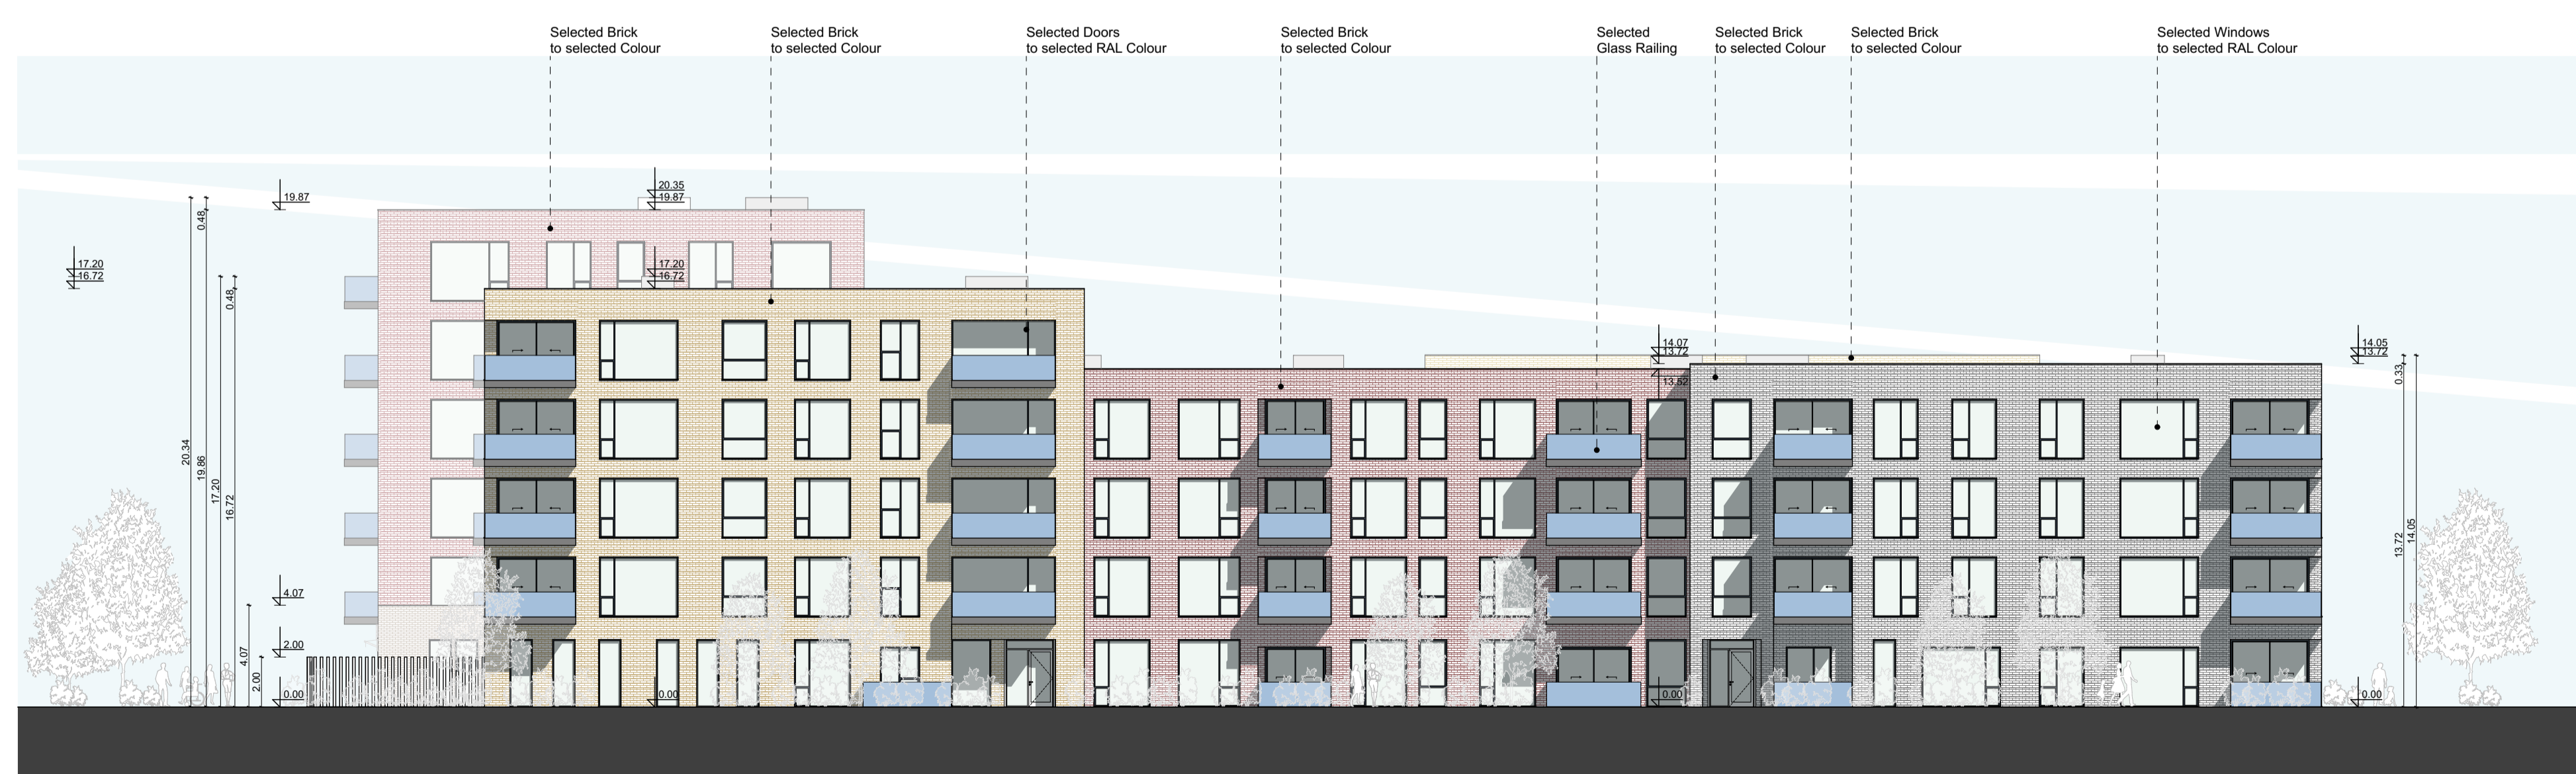 Selected Brick
to selected Colour
Selected Brick
to selected Colour
Selected Doors
to selected RAL Colour
Selected Brick
to selected Colour
Selected
Glass Railing
Selected Brick
to selected Colour
Selected Brick
to selected Colour
Selected Windows
to selected RAL Colour
20.35
19.87
19.87
0.48
17.20
16.72
17.20
16.72
0.48
14.07
13.72
13.52
14.05
13.72
0.33
20.34
19.86
17.20
16.72
13.72
14.05
4.07
4.07
2.00
2.00
0.00
0.00
0.00
0.00